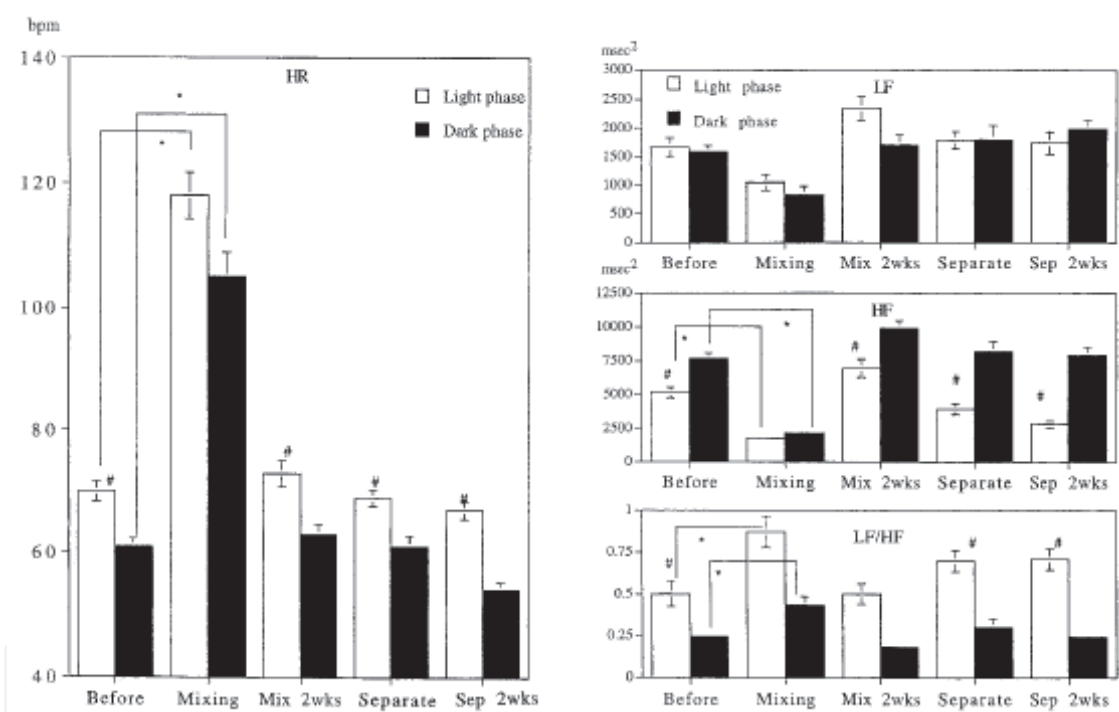 bpm
140
120
100
80
60
40
HR
Light phase
Dark phase
*
*
#
#
#
#
Before Mixing Mix 2wks Separate Sep 2wks
msec2
3000
2500
2000
1500
1000
500
0
LF
Light phase
Dark phase
Before Mixing Mix 2wks Separate Sep 2wks
msec2
12500
10000
7500
5000
2500
0
HF
*
*
#
#
#
#
Before Mixing Mix 2wks Separate Sep 2wks
1
0.75
0.5
0.25
0
LF/HF
*
*
#
#
#
Before Mixing Mix 2wks Separate Sep 2wks